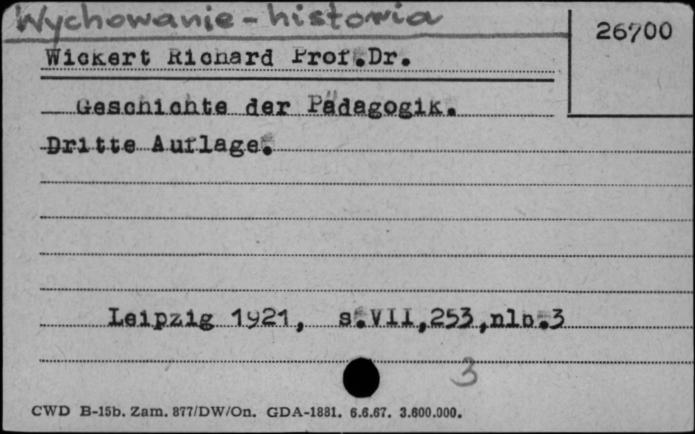 Wychowanie - historia
26700
Wickert Richard Prof.Dr.
Geschichte der Pädagogik.
Dritte Auflage.
Leipzig 1921, s.VII,253,nlb.3
3
CWD B-15b. Zam. 877/DW/On. GDA-1881. 6.6.67. 3.600.000.